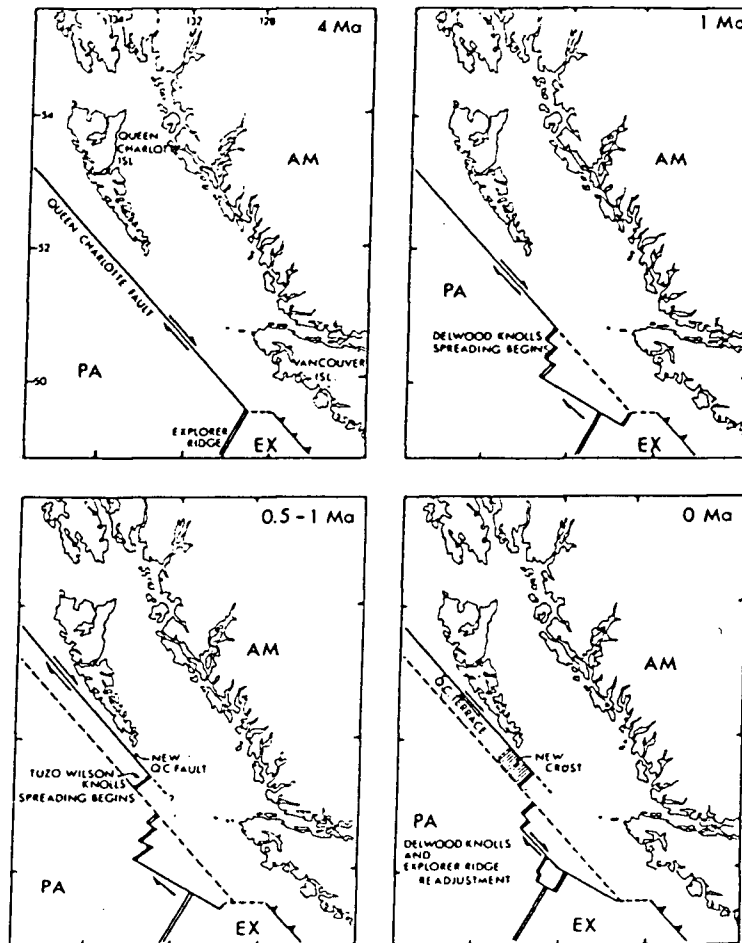 134 132 128
4 Ma
54
QUEEN
CHARLOTTE
ISL.
AM
QUEEN CHARLOTTE FAULT
52
PA
50
VANCOUVER
ISL.
EXPLORER
RIDGE
EX
1 Ma
AM
PA
DELWOOD KNOLLS
SPREADING BEGINS
EX
0.5-1 Ma
AM
NEW
QC FAULT
TUZO WILSON
KNOLLS
SPREADING BEGINS
PA
EX
0 Ma
AM
Q.C. TERRACE
NEW
CRUST
PA
DELWOOD KNOLLS
AND
EXPLORER RIDGE
READJUSTMENT
EX